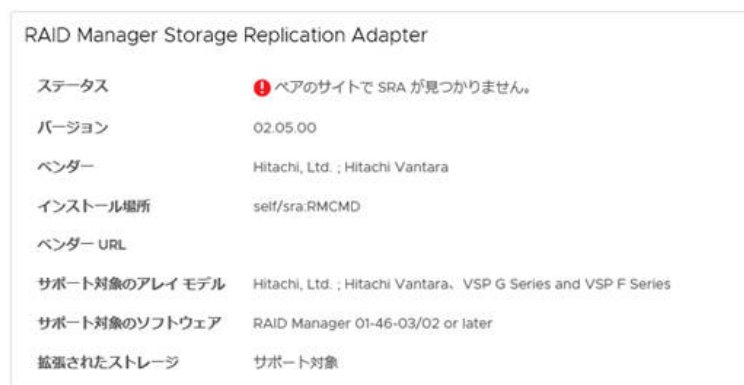 RAID Manager Storage Replication Adapter
ステータス ペアのサイトで SRA が見つかりません。
バージョン 02.05.00
ベンダー Hitachi, Ltd. ; Hitachi Vantara
インストール場所 self/sra:RMCMD
ベンダー URL
サポート対象のアレイ モデル Hitachi, Ltd. ; Hitachi Vantara、VSP G Series and VSP F Series
サポート対象のソフトウェア RAID Manager 01-46-03/02 or later
拡張されたストレージ サポート対象